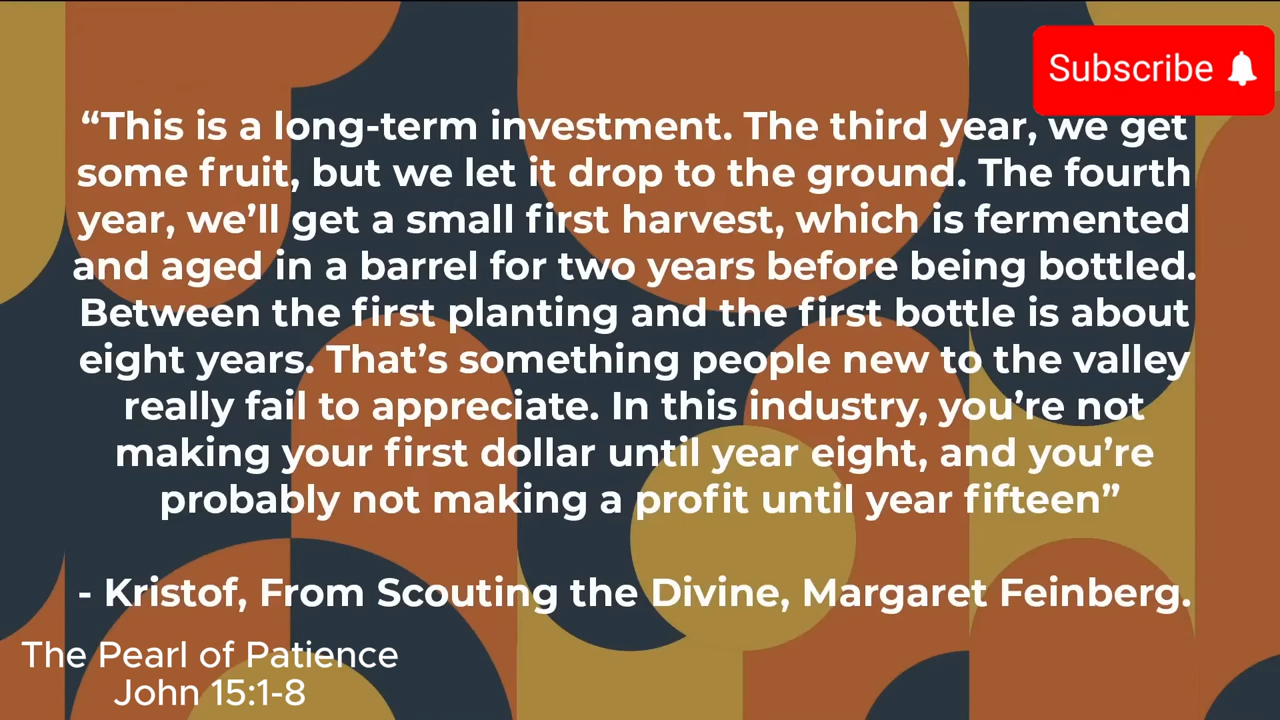 Subscribe
“This is a long-term investment. The third year, we get
some fruit, but we let it drop to the ground. The fourth
year, we’ll get a small first harvest, which is fermented
and aged in a barrel for two years before being bottled.
Between the first planting and the first bottle is about
eight years. That’s something people new to the valley
really fail to appreciate. In this industry, you’re not
making your first dollar until year eight, and you’re
probably not making a profit until year fifteen”
- Kristof, From Scouting the Divine, Margaret Feinberg.
The Pearl of Patience
John 15:1-8